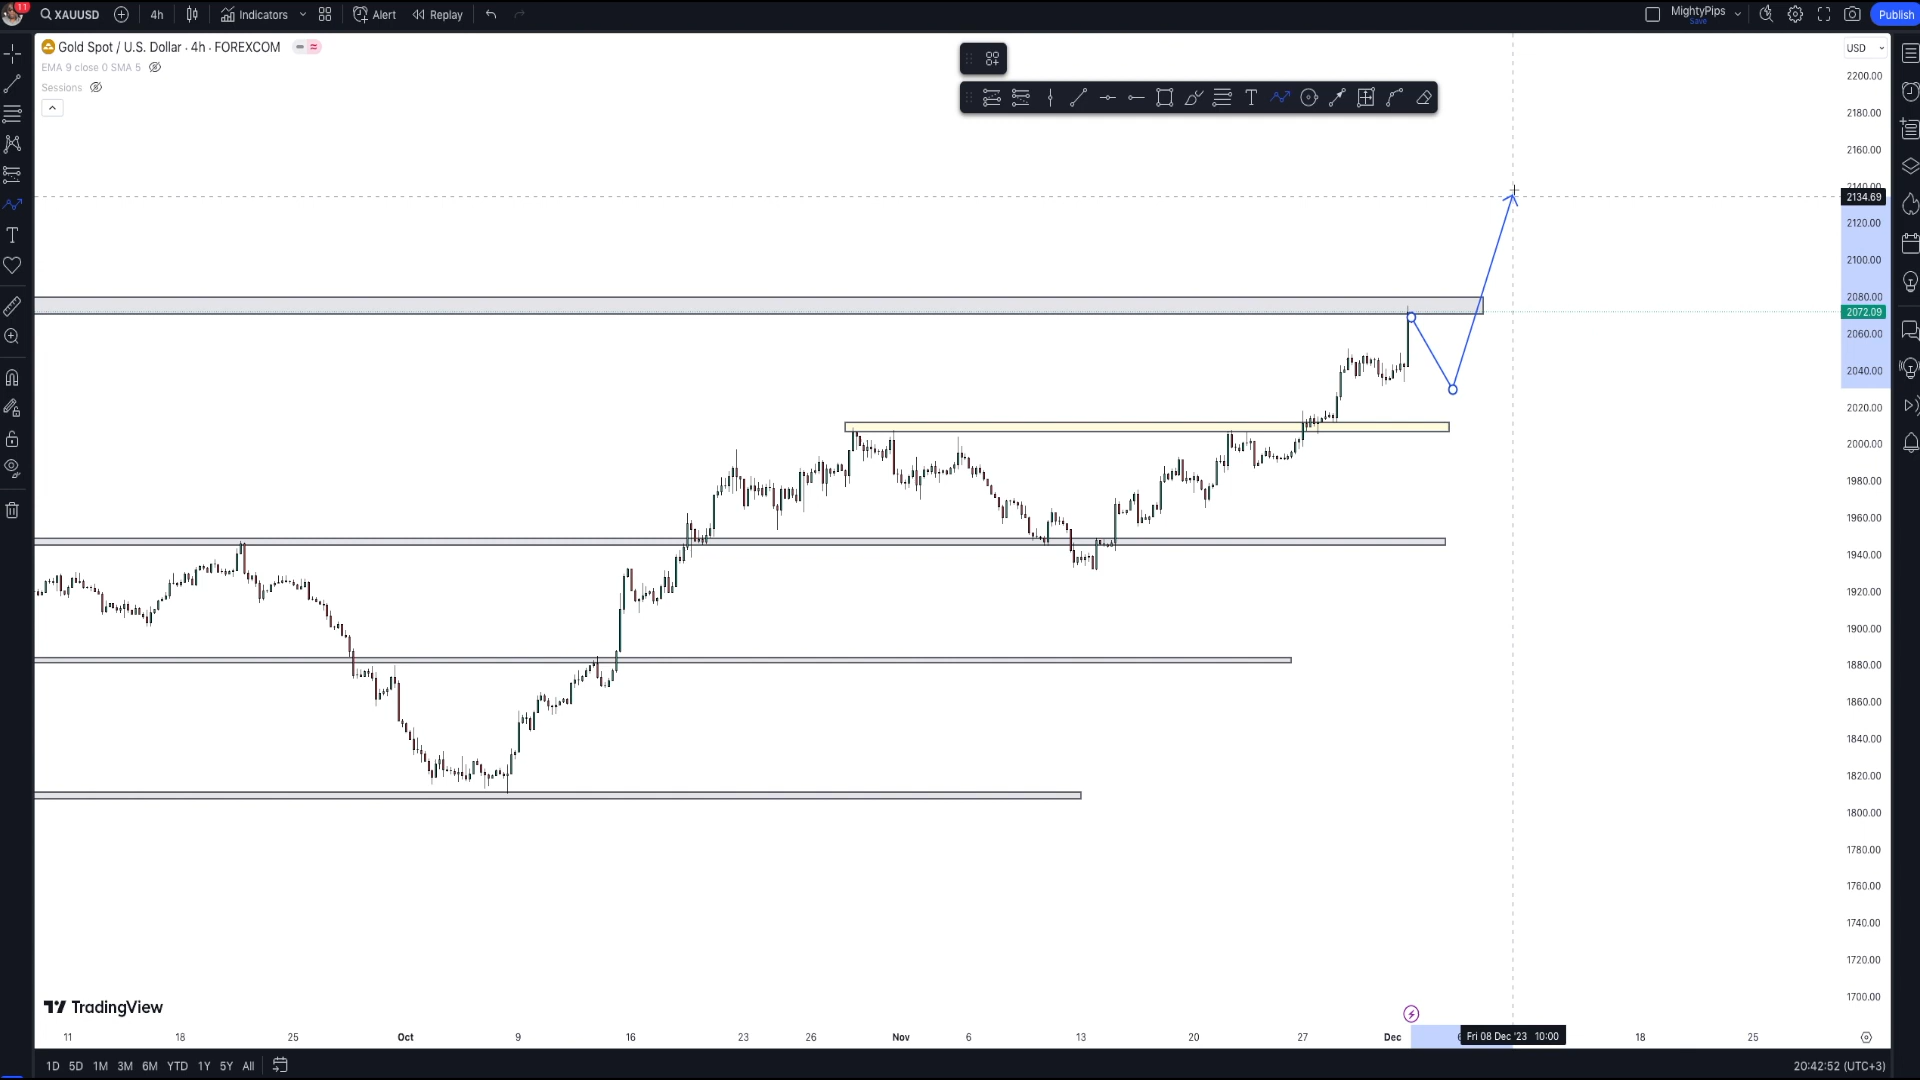 11
XAUUSD
4h
Indicators
Alert
Replay
MightyPips
Save
Publish
Gold Spot / U.S. Dollar · 4h · FOREXCOM
EMA 9 close 0 SMA 5
Sessions
USD
2200.00
2180.00
2160.00
2140.00
2134.69
2120.00
2100.00
2080.00
2072.09
2060.00
2040.00
2020.00
2000.00
1980.00
1960.00
1940.00
1920.00
1900.00
1880.00
1860.00
1840.00
1820.00
1800.00
1780.00
1760.00
1740.00
1720.00
1700.00
TradingView
11 18 25 Oct 9 16 23 26 Nov 6 13 20 27 Dec Fri 08 Dec '23 10:00 18 25
1D 5D 1M 3M 6M YTD 1Y 5Y All
20:42:52 (UTC+3)